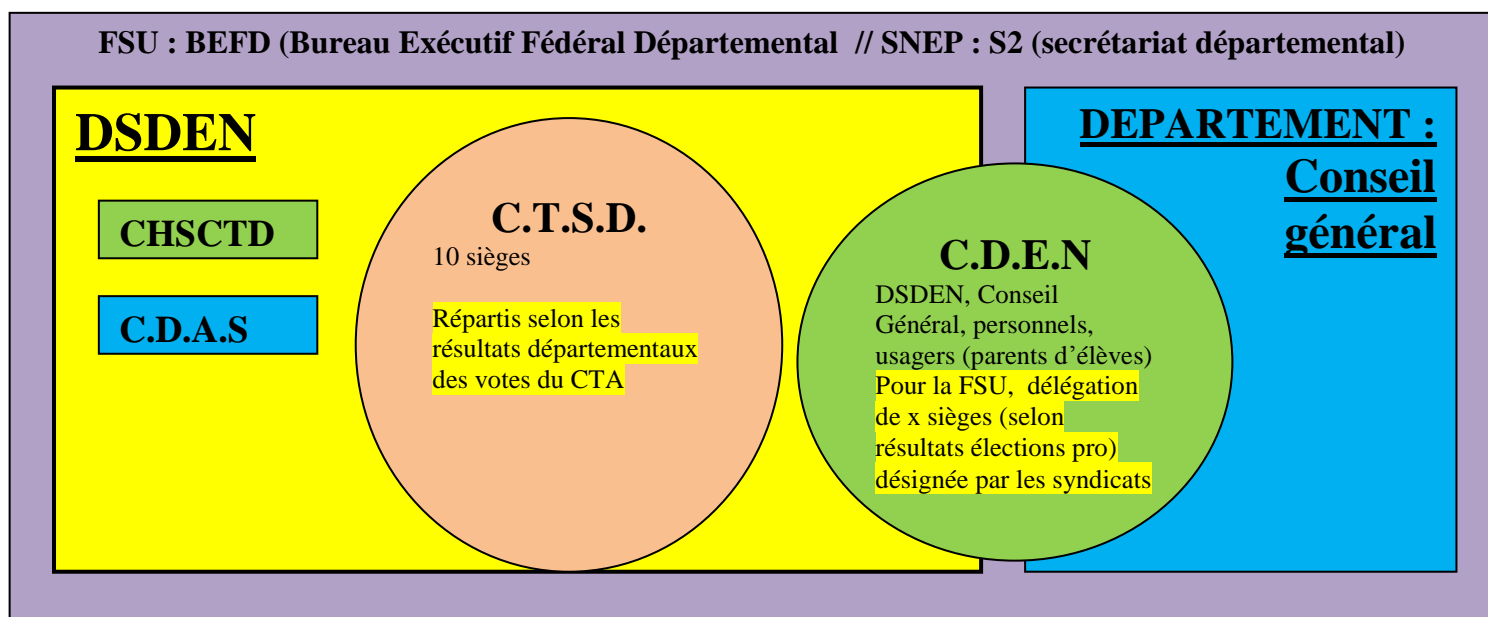 FSU : BEFD (Bureau Exécutif Fédéral Départemental // SNEP : S2 (secrétariat départemental)
DSDEN
CHSCTD
C.D.A.S
C.T.S.D.
10 sièges
Répartis selon les
résultats départementaux
des votes du CTA
C.D.E.N
DSDEN, Conseil
Général, personnels,
usagers (parents d’élèves)
Pour la FSU, délégation
de x sièges (selon
résultats élections pro)
désignée par les syndicats
DEPARTEMENT :
Conseil
général